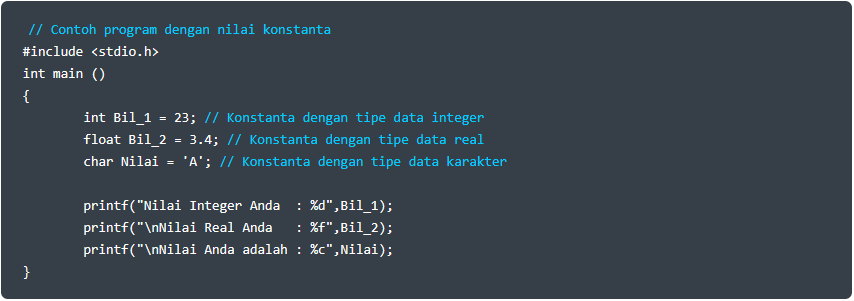 // Contoh program dengan nilai konstanta
#include <stdio.h>
int main ()
{
int Bil_1 = 23; // Konstanta dengan tipe data integer
float Bil_2 = 3.4; // Konstanta dengan tipe data real
char Nilai = 'A'; // Konstanta dengan tipe data karakter
printf("Nilai Integer Anda  : %d",Bil_1);
printf("\nNilai Real Anda   : %f",Bil_2);
printf("\nNilai Anda adalah : %c",Nilai);
}